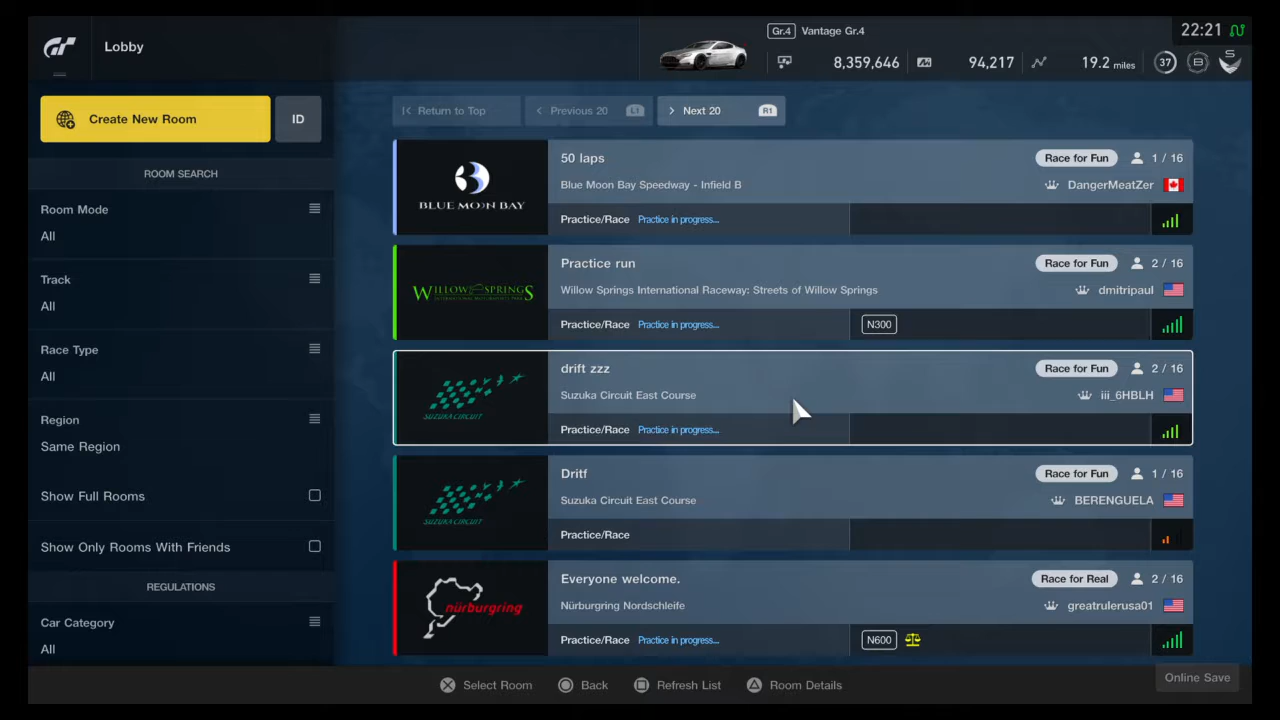 Lobby
Gr.4 Vantage Gr.4
22:21
8,359,646 94,217 19.2 miles 37 B S
Create New Room ID
ROOM SEARCH
Room Mode
All
Track
All
Race Type
All
Region
Same Region
Show Full Rooms
Show Only Rooms With Friends
REGULATIONS
Car Category
All
Return to Top Previous 20 L1 Next 20 R1
BLUE MOON BAY
50 laps Race for Fun 1 / 16
Blue Moon Bay Speedway - Infield B DangerMeatZer
Practice/Race Practice in progress...
WILLOW SPRINGS
Practice run Race for Fun 2 / 16
Willow Springs International Raceway: Streets of Willow Springs dmitripaul
Practice/Race Practice in progress... N300
SUZUKA CIRCUIT
drift zzz Race for Fun 2 / 16
Suzuka Circuit East Course iii_6HBLH
Practice/Race Practice in progress...
SUZUKA CIRCUIT
Dritf Race for Fun 1 / 16
Suzuka Circuit East Course BERENGUELA
Practice/Race
nürburgring
Everyone welcome. Race for Real 2 / 16
Nürburgring Nordschleife greatrulerusa01
Practice/Race Practice in progress... N600
Select Room Back Refresh List Room Details
Online Save